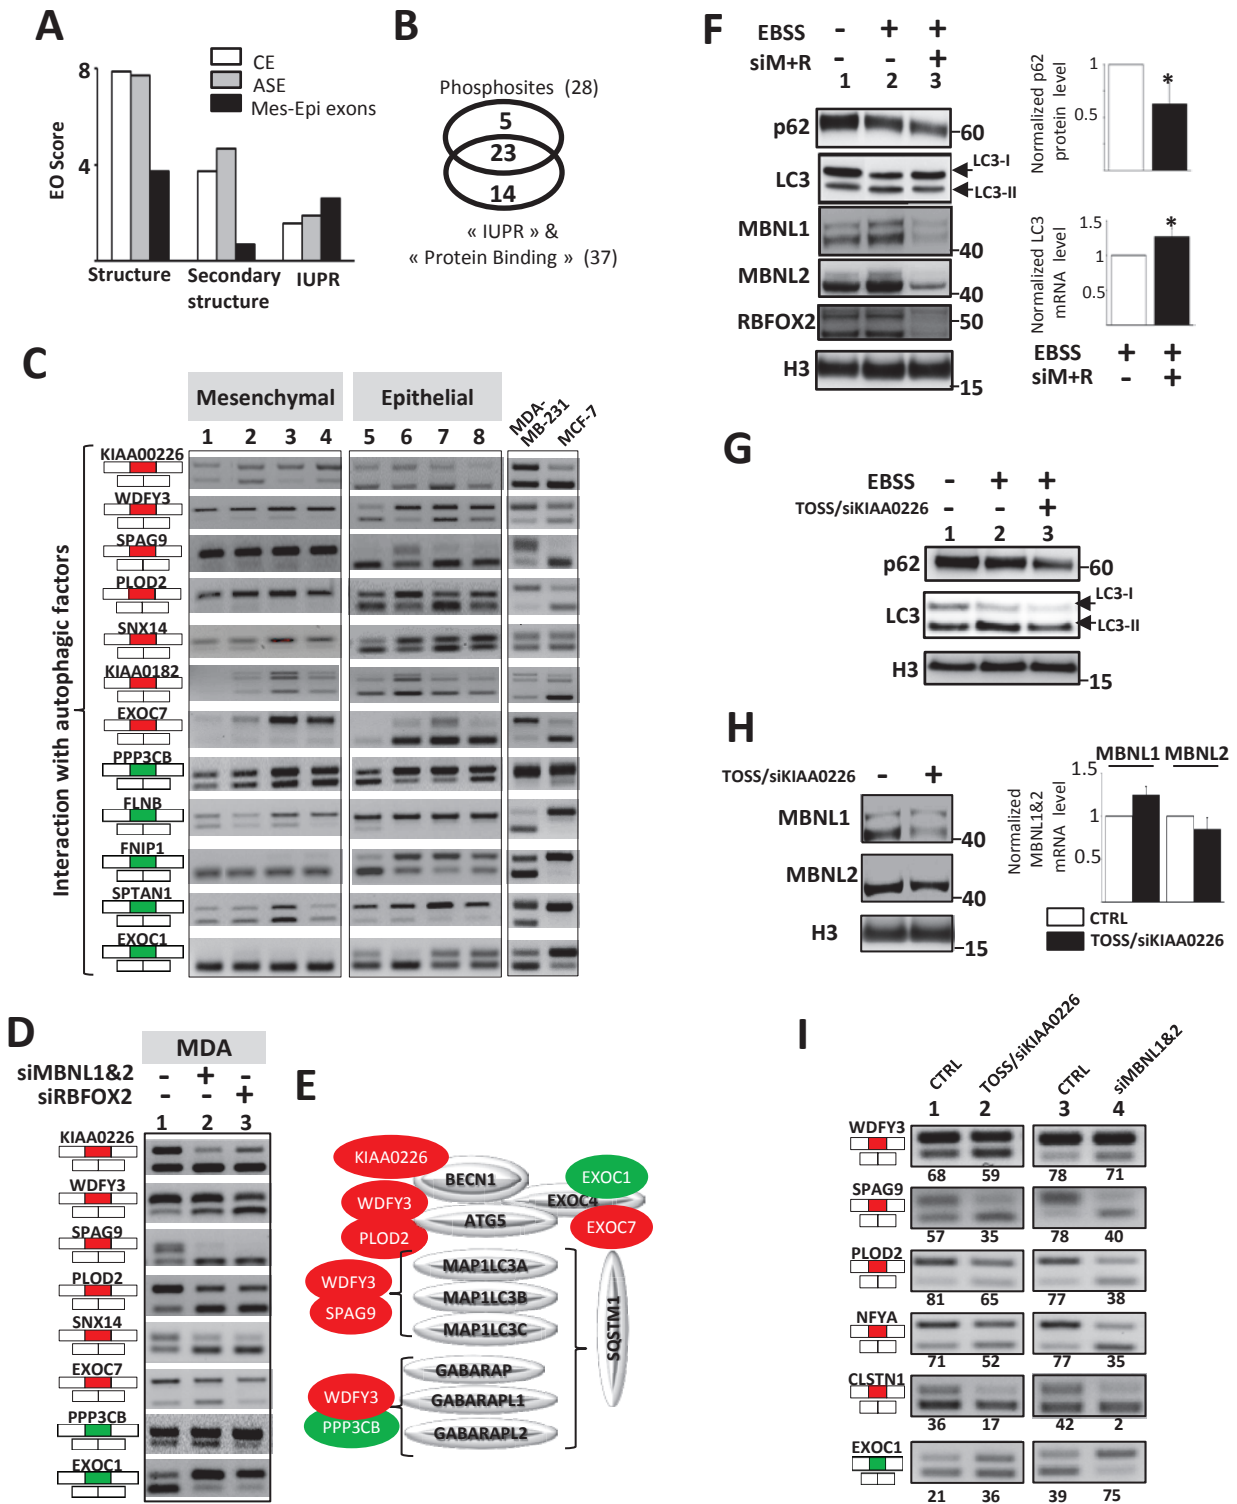 A
8
4
EO Score
CE
ASE
Mes-Epi exons
Structure
Secondary structure
IUPR
B
Phosphosites (28)
5
23
14
« IUPR » &
« Protein Binding » (37)
C
Mesenchymal
Epithelial
MDA-MB-231
MCF-7
1 2 3 4 5 6 7 8
Interaction with autophagic factors
KIAA00226
WDFY3
SPAG9
PLOD2
SNX14
KIAA0182
EXOC7
PPP3CB
FLNB
FNIP1
SPTAN1
EXOC1
D
MDA
siMBNL1&2 - + -
siRBFOX2 - - +
1 2 3
KIAA0226
WDFY3
SPAG9
PLOD2
SNX14
EXOC7
PPP3CB
EXOC1
E
KIAA0226
BECN1
EXOC1
WDFY3
EXOC4
ATG5
EXOC7
PLOD2
WDFY3
SPAG9
MAP1LC3A
MAP1LC3B
MAP1LC3C
SQSTM1
WDFY3
PPP3CB
GABARAP
GABARAPL1
GABARAPL2
F
EBSS - + +
siM+R - - +
1 2 3
p62
60
LC3
LC3-I
LC3-II
MBNL1
40
MBNL2
40
RBFOX2
50
H3
15
Normalized p62 protein level
1
0.5
*
Normalized LC3 mRNA level
1.5
1
0.5
*
EBSS + +
siM+R - +
G
EBSS - + +
TOSS/siKIAA0226 - - +
1 2 3
p62
60
LC3
LC3-I
LC3-II
H3
15
H
TOSS/siKIAA0226 - +
MBNL1
40
MBNL2
40
H3
15
MBNL1 MBNL2
1.5
1
0.5
Normalized MBNL1&2 mRNA level
CTRL
TOSS/siKIAA0226
I
CTRL
TOSS/siKIAA0226
CTRL
siMBNL1&2
1 2 3 4
WDFY3
68 59 78 71
SPAG9
57 35 78 40
PLOD2
81 65 77 38
NFYA
71 52 77 35
CLSTN1
36 17 42 2
EXOC1
21 36 39 75